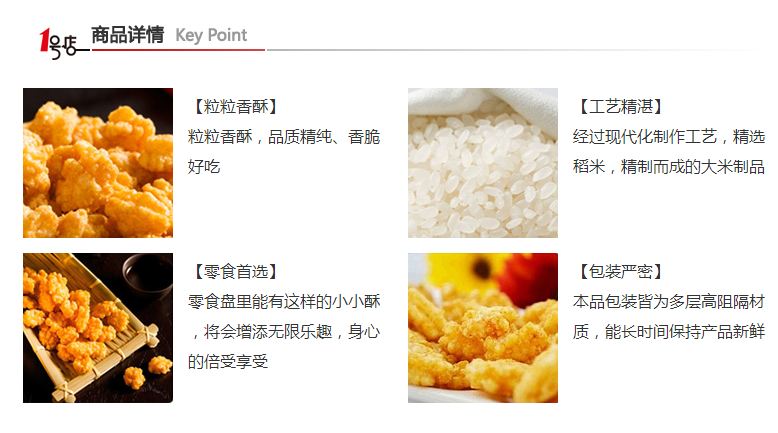 1号店 商品详情 Key Point
【粒粒香酥】
粒粒香酥，品质精纯、香脆
好吃
【工艺精湛】
经过现代化制作工艺，精选
稻米，精制而成的大米制品
【零食首选】
零食盘里能有这样的小小酥
，将会增添无限乐趣，身心
的倍受享受
【包装严密】
本品包装皆为多层高阻隔材
质，能长时间保持产品新鲜